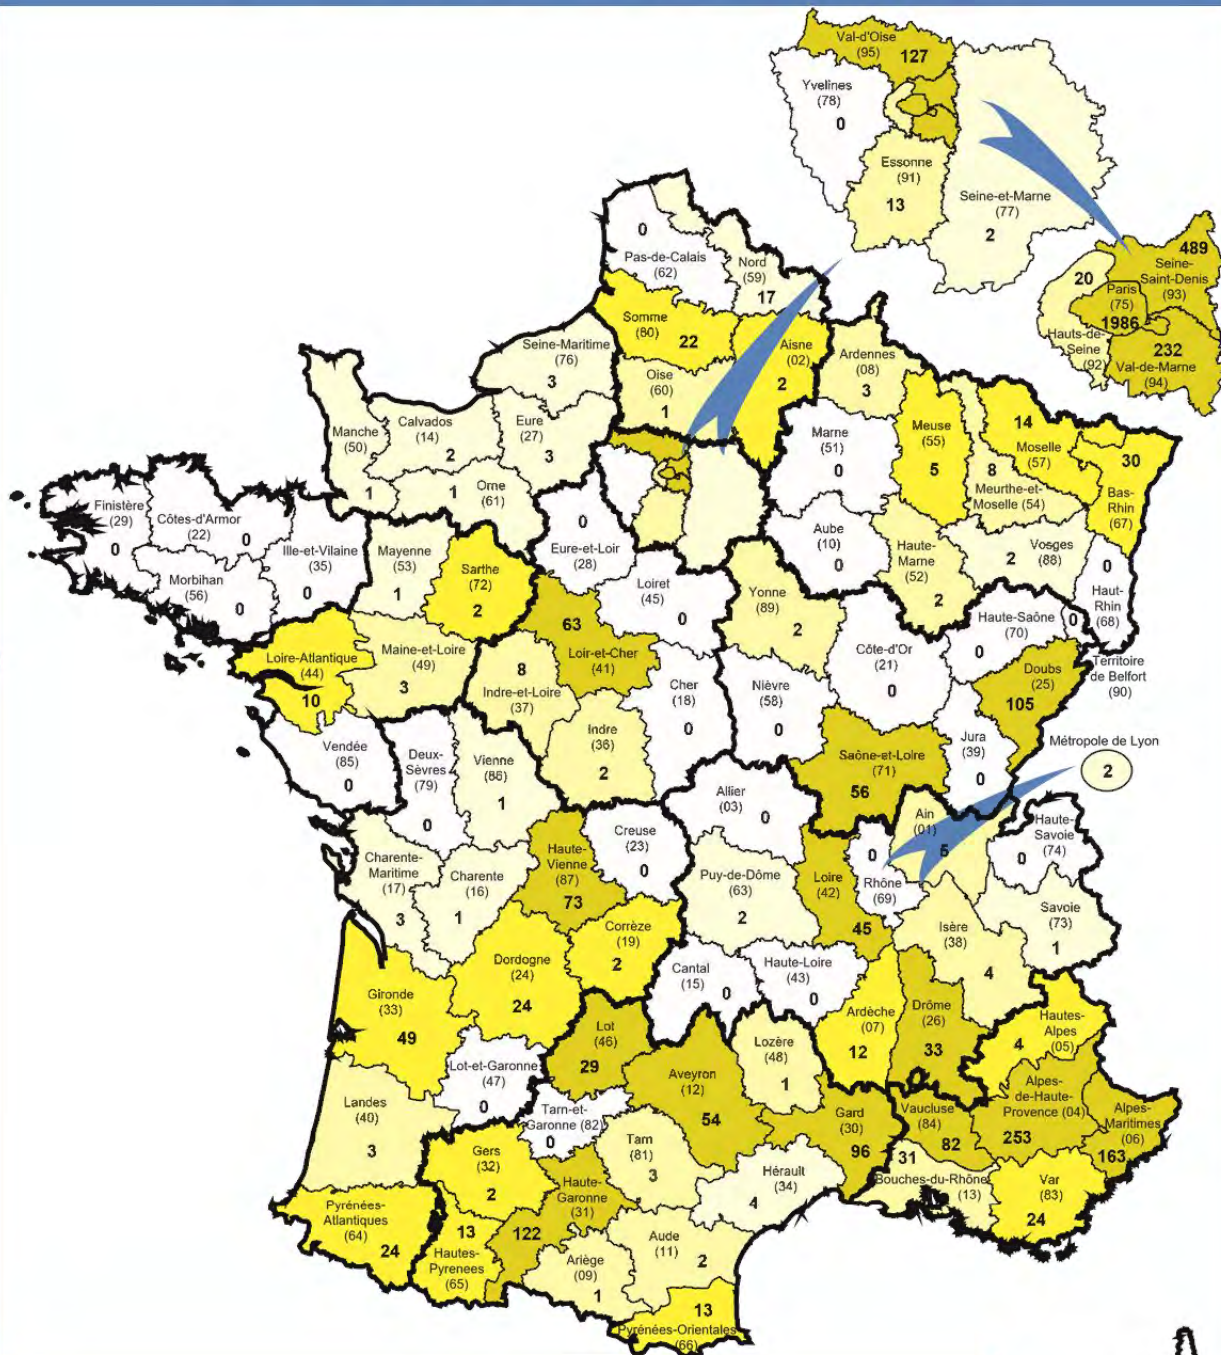 Val-d'Oise
(95) 127
Yvelines
(78)
0
Essonne
(91)
13
Seine-et-Marne
(77)
2
489
Seine-
Saint-Denis
(93)
20
Paris
(75)
1986
Hauts-de-
Seine
(92)
232
Val-de-Marne
(94)
0
Pas-de-Calais
(62)
Nord
(59)
17
Somme
(80)
22
Aisne
(02)
2
Seine-Maritime
(76)
3
Oise
(60)
1
Ardennes
(08)
3
Manche
(50)
1
Calvados
(14)
2
Eure
(27)
3
1 Orne
(61)
Marne
(51)
0
Meuse
(55)
5
14
Moselle
(57)
8
Meurthe-et-
Moselle (54)
30
Bas-
Rhin
(67)
Finistère
(29)
0
Côtes-d'Armor
(22) 0
Ille-et-Vilaine
(35)
0
Morbihan
(56)
0
Mayenne
(53)
1
Sarthe
(72)
2
0
Eure-et-Loir
(28)
Loiret
(45)
0
Aube
(10)
0
Haute-
Marne
(52)
2
2 Vosges
(88)
0
Haut-
Rhin
(68)
Yonne
(89)
2
Haute-Saône
(70)
0
0
Territoire
de Belfort
(90)
Loire-Atlantique
(44)
10
Maine-et-Loire
(49)
3
8
Indre-et-Loire
(37)
63
Loir-et-Cher
(41)
Cher
(18)
0
Nièvre
(58)
0
Côte-d'Or
(21)
0
Doubs
(25)
105
Vendée
(85)
0
Deux-
Sèvres
(79)
0
Vienne
(86)
1
Indre
(36)
2
Saône-et-Loire
(71)
56
Jura
(39)
0
Métropole de Lyon
2
Allier
(03)
0
Creuse
(23)
0
Haute-
Vienne
(87)
73
Ain
(01)
5
Haute-
Savoie
(74)
0
Charente-
Maritime
(17)
3
Charente
(16)
1
Puy-de-Dôme
(63)
2
Loire
(42)
45
0
Rhône
(69)
Savoie
(73)
1
Isère
(38)
4
Corrèze
(19)
2
Dordogne
(24)
24
Cantal
(15)
0
Haute-Loire
(43)
0
Gironde
(33)
49
Ardèche
(07)
12
Drôme
(26)
33
Hautes-
Alpes
(05)
4
Lot
(46)
29
Lozère
(48)
1
Lot-et-Garonne
(47)
0
Aveyron
(12)
54
Landes
(40)
3
Tarn-et-
Garonne (82)
0
Tarn
(81)
3
Gard
(30)
96
Vaucluse
(84)
82
Alpes-
de-Haute-
Provence (04)
253
Alpes-
Maritimes
(06)
163
Gers
(32)
2
Haute-
Garonne
(31)
122
Hérault
(34)
4
31
Bouches-du-Rhône
(13)
Var
(83)
24
Pyrénées-
Atlantiques
(64)
24
13
Hautes-
Pyrenees
(65)
Ariège
(09)
1
Aude
(11)
2
13
Pyrénées-Orientales
(66)